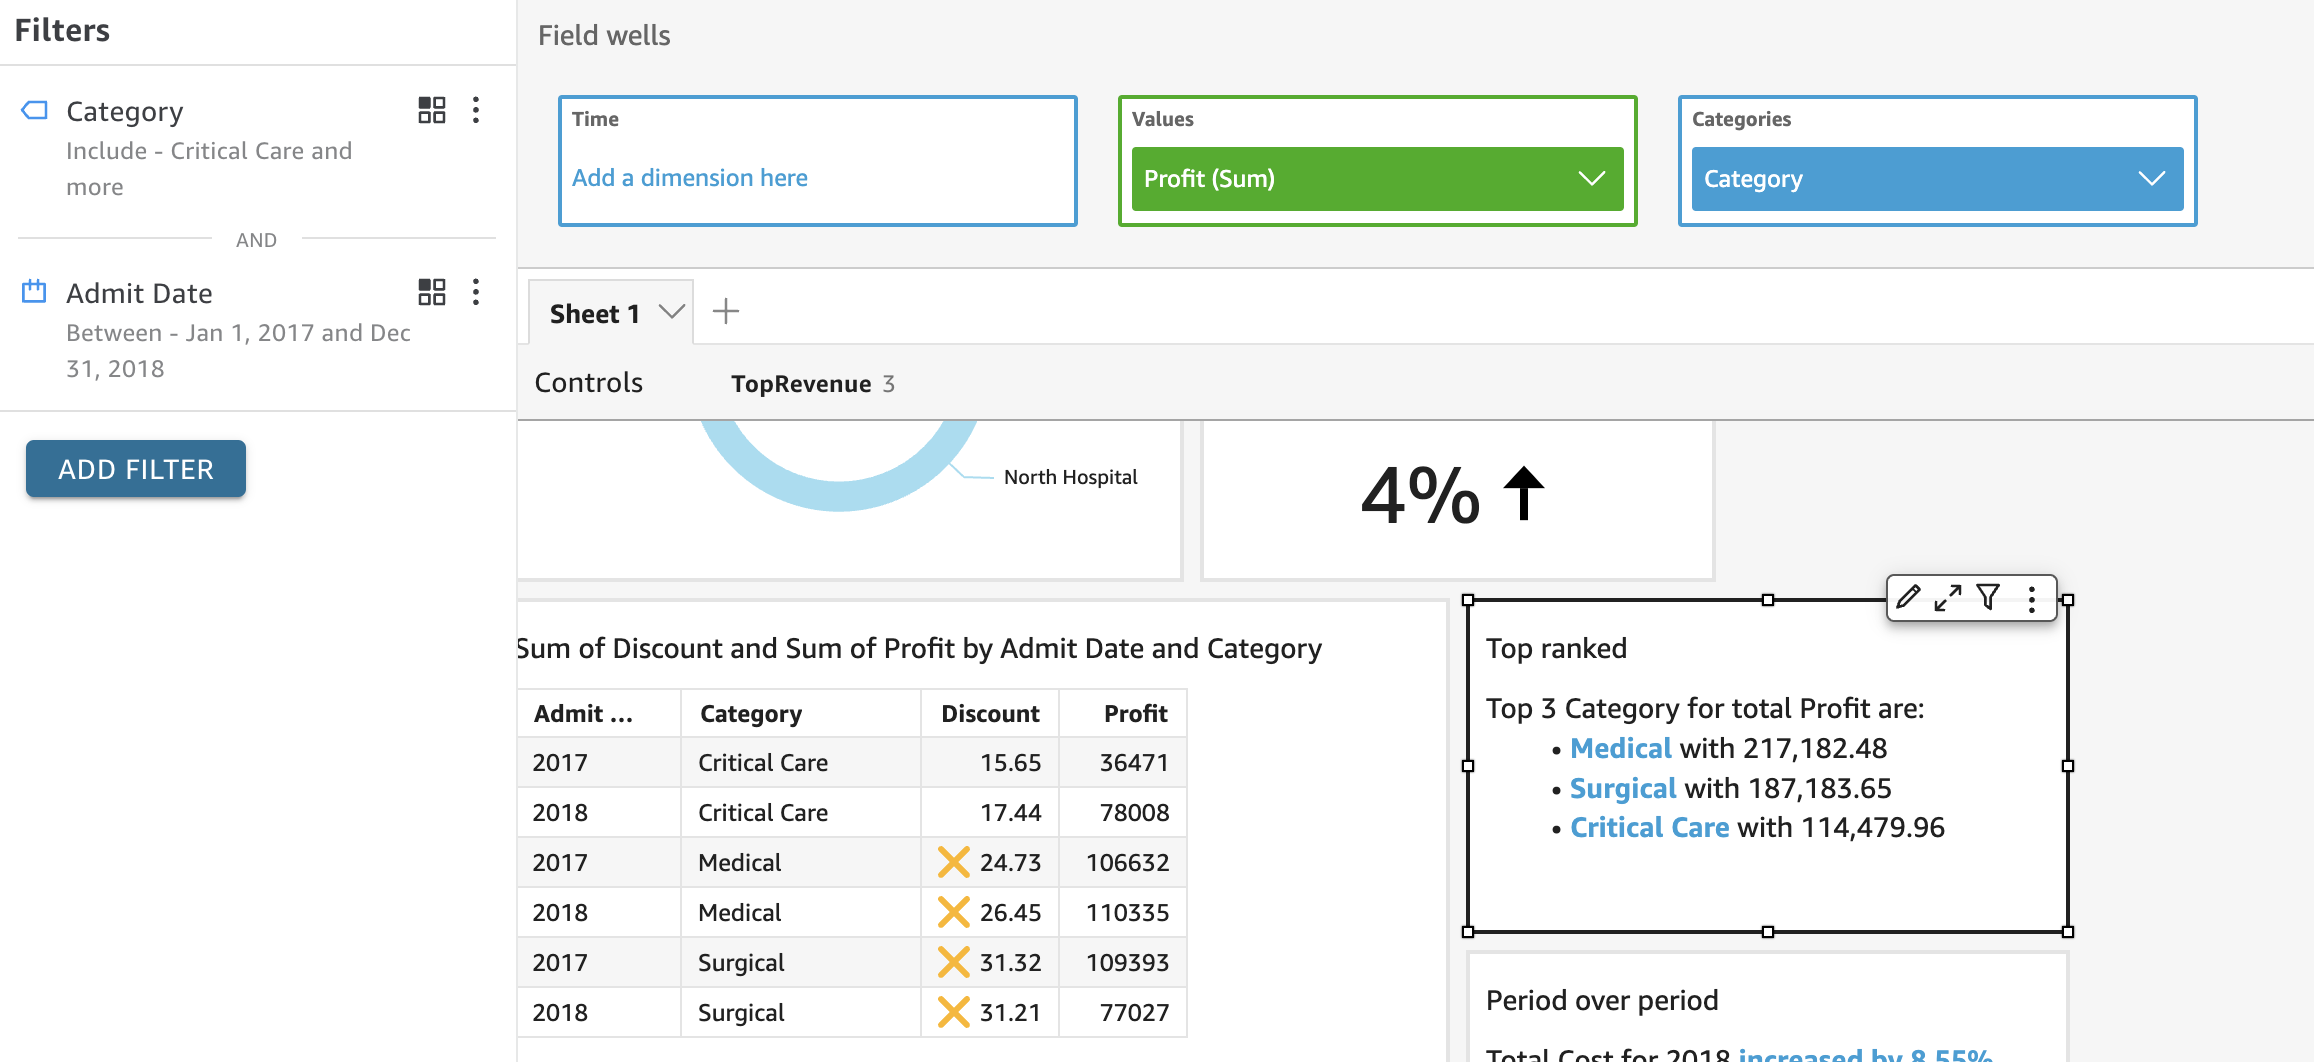 Filters
Category
Include - Critical Care and
more
AND
Admit Date
Between - Jan 1, 2017 and Dec
31, 2018
ADD FILTER
Field wells
Time
Add a dimension here
Values
Profit (Sum)
Categories
Category
Sheet 1
Controls
TopRevenue 3
North Hospital
4%
Sum of Discount and Sum of Profit by Admit Date and Category
Admit ... Category Discount Profit
2017 Critical Care 15.65 36471
2018 Critical Care 17.44 78008
2017 Medical 24.73 106632
2018 Medical 26.45 110335
2017 Surgical 31.32 109393
2018 Surgical 31.21 77027
Top ranked
Top 3 Category for total Profit are:
• Medical with 217,182.48
• Surgical with 187,183.65
• Critical Care with 114,479.96
Period over period
Total Cost for 2018 increased by 8.55%